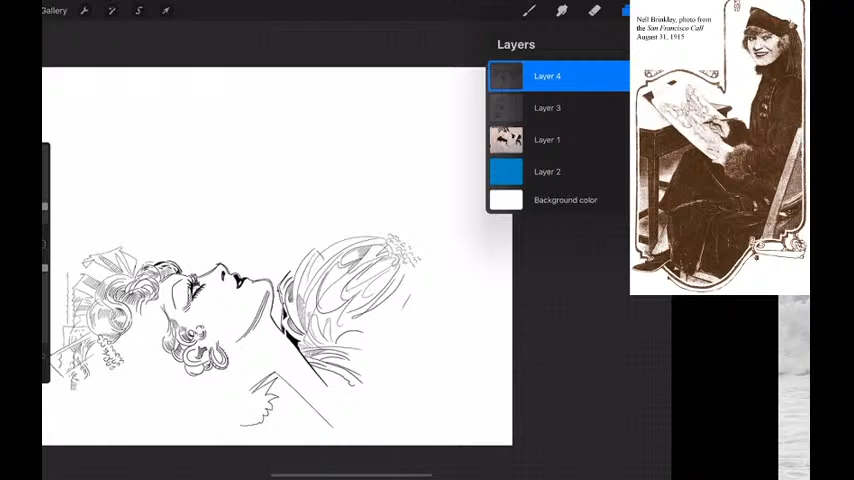 Gallery
Layers
Layer 4
Layer 3
Layer 1
Layer 2
Background color
Nell Brinkley, photo from
the San Francisco Call
August 31, 1915